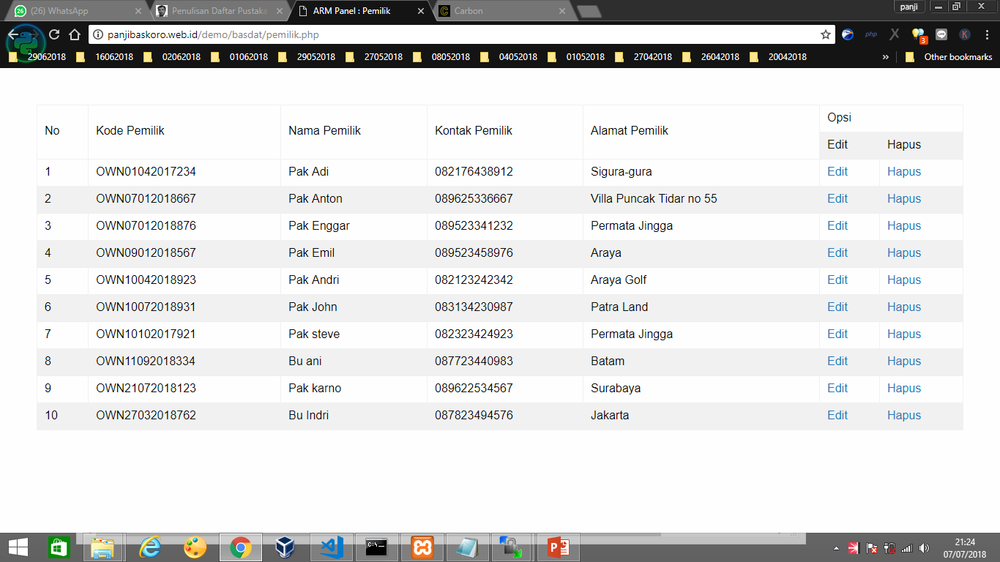 (26) WhatsApp
Penulisan Daftar Pustaka
ARM Panel : Pemilik
Carbon
panji
panjibaskoro.web.id/demo/basdat/pemilik.php
php
3
K
29062018 16062018 02062018 01062018 29052018 27052018 08052018 04052018 01052018 27042018 26042018 20042018 » Other bookmarks
No Kode Pemilik Nama Pemilik Kontak Pemilik Alamat Pemilik Opsi
Edit Hapus
1 OWN01042017234 Pak Adi 082176438912 Sigura-gura Edit Hapus
2 OWN07012018667 Pak Anton 089625336667 Villa Puncak Tidar no 55 Edit Hapus
3 OWN07012018876 Pak Enggar 089523341232 Permata Jingga Edit Hapus
4 OWN09012018567 Pak Emil 089523458976 Araya Edit Hapus
5 OWN10042018923 Pak Andri 082123242342 Araya Golf Edit Hapus
6 OWN10072018931 Pak John 083134230987 Patra Land Edit Hapus
7 OWN10102017921 Pak steve 082323424923 Permata Jingga Edit Hapus
8 OWN11092018334 Bu ani 087723440983 Batam Edit Hapus
9 OWN21072018123 Pak karno 089622534567 Surabaya Edit Hapus
10 OWN27032018762 Bu Indri 087823494576 Jakarta Edit Hapus
21:24
07/07/2018